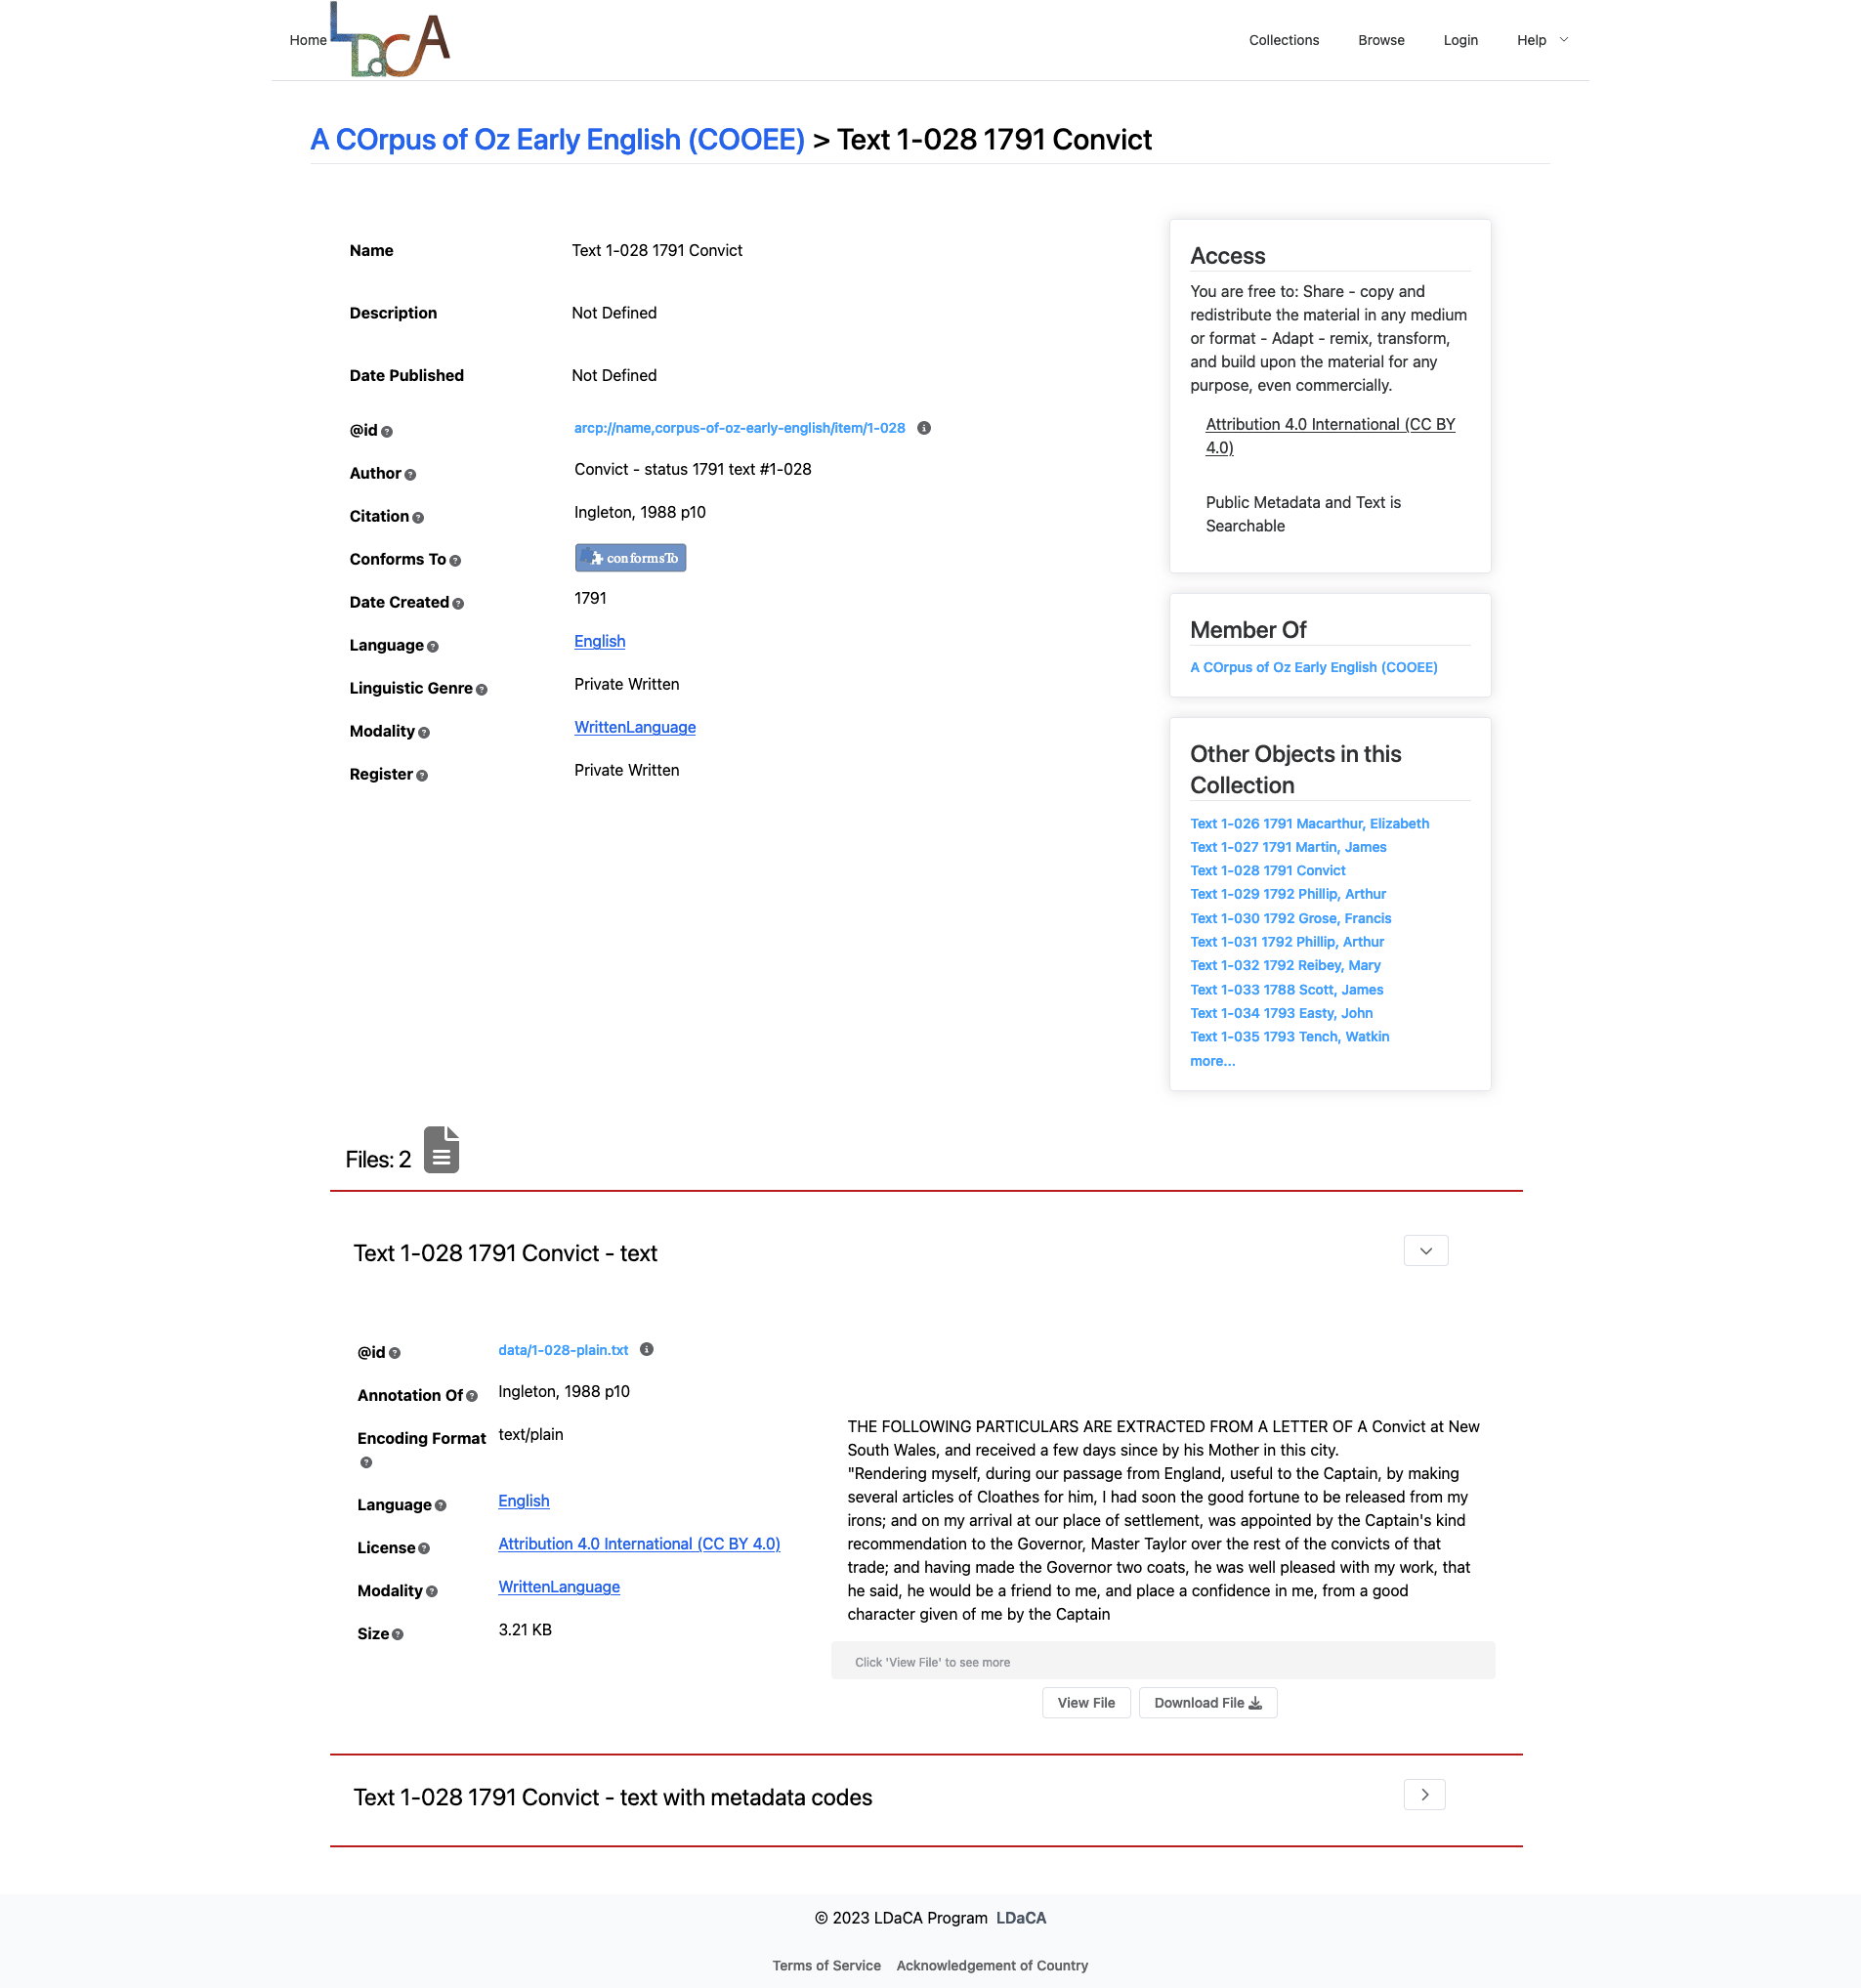 Home LDaCA Collections Browse Login Help
A COrpus of Oz Early English (COOEE) > Text 1-028 1791 Convict
Name Text 1-028 1791 Convict
Description Not Defined
Date Published Not Defined
@id arcp://name,corpus-of-oz-early-english/item/1-028
Author Convict - status 1791 text #1-028
Citation Ingleton, 1988 p10
Conforms To conformsTo
Date Created 1791
Language English
Linguistic Genre Private Written
Modality WrittenLanguage
Register Private Written
Access
You are free to: Share - copy and
redistribute the material in any medium
or format - Adapt - remix, transform,
and build upon the material for any
purpose, even commercially.
Attribution 4.0 International (CC BY
4.0)
Public Metadata and Text is
Searchable
Member Of
A COrpus of Oz Early English (COOEE)
Other Objects in this
Collection
Text 1-026 1791 Macarthur, Elizabeth
Text 1-027 1791 Martin, James
Text 1-028 1791 Convict
Text 1-029 1792 Phillip, Arthur
Text 1-030 1792 Grose, Francis
Text 1-031 1792 Phillip, Arthur
Text 1-032 1792 Reibey, Mary
Text 1-033 1788 Scott, James
Text 1-034 1793 Easty, John
Text 1-035 1793 Tench, Watkin
more...
Files: 2
Text 1-028 1791 Convict - text
@id data/1-028-plain.txt
Annotation Of Ingleton, 1988 p10
Encoding Format text/plain
Language English
License Attribution 4.0 International (CC BY 4.0)
Modality WrittenLanguage
Size 3.21 KB
THE FOLLOWING PARTICULARS ARE EXTRACTED FROM A LETTER OF A Convict at New
South Wales, and received a few days since by his Mother in this city.
"Rendering myself, during our passage from England, useful to the Captain, by making
several articles of Cloathes for him, I had soon the good fortune to be released from my
irons; and on my arrival at our place of settlement, was appointed by the Captain's kind
recommendation to the Governor, Master Taylor over the rest of the convicts of that
trade; and having made the Governor two coats, he was well pleased with my work, that
he said, he would be a friend to me, and place a confidence in me, from a good
character given of me by the Captain
Click 'View File' to see more
View File Download File
Text 1-028 1791 Convict - text with metadata codes
© 2023 LDaCA Program LDaCA
Terms of Service Acknowledgement of Country